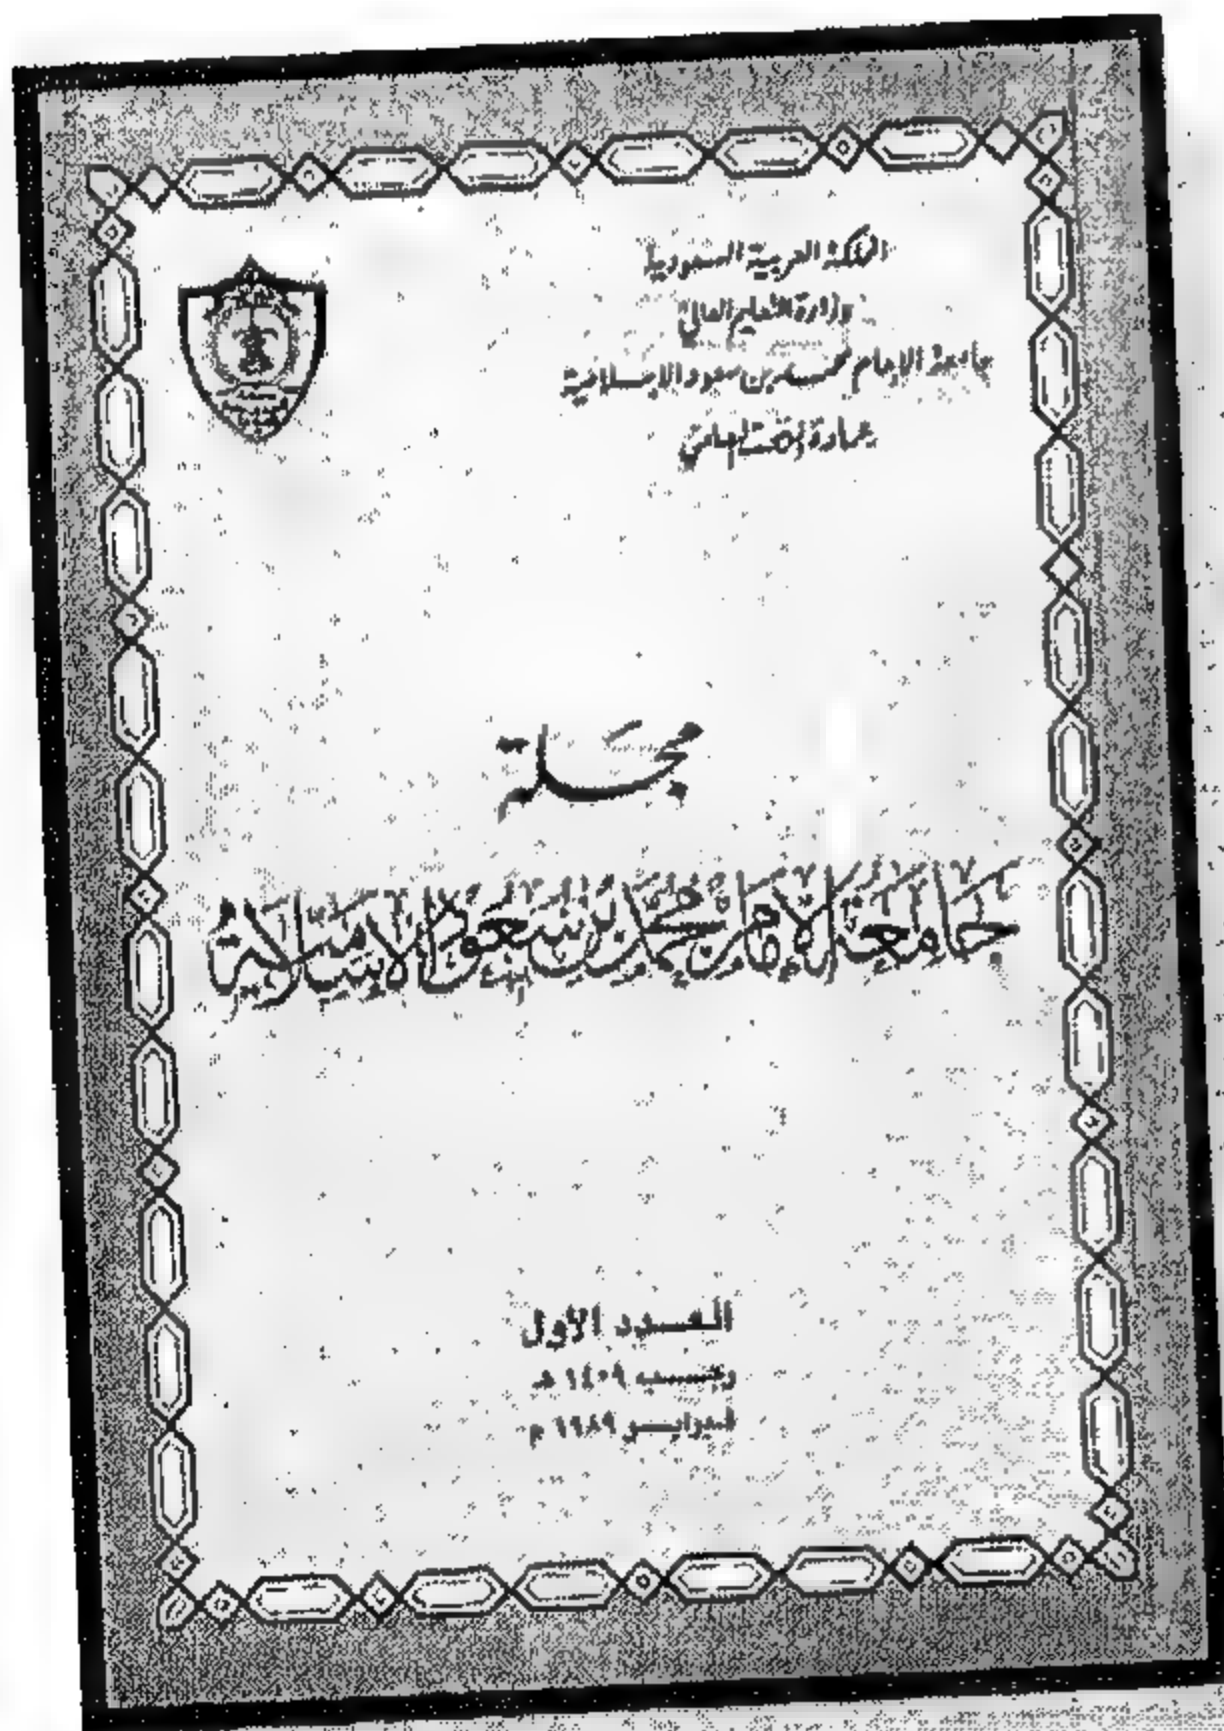 المملكة العربية السعودية
وزارة التعليم العالي
جامعة الإمام محمد بن سعود الإسلامية
عمادة البحث العلمي
مجلة
جامعة الإمام محمد بن سعود الإسلامية
العدد الأول
رجب ١٤٠٩ هـ
فبراير ١٩٨٩ م